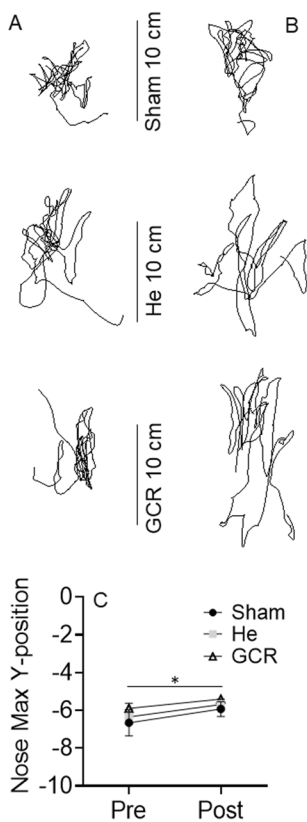 A
B
Sham 10 cm
He 10 cm
GCR 10 cm
C
Nose Max Y-position
0
-2
-4
-6
-8
-10
Sham
He
GCR
*
Pre Post